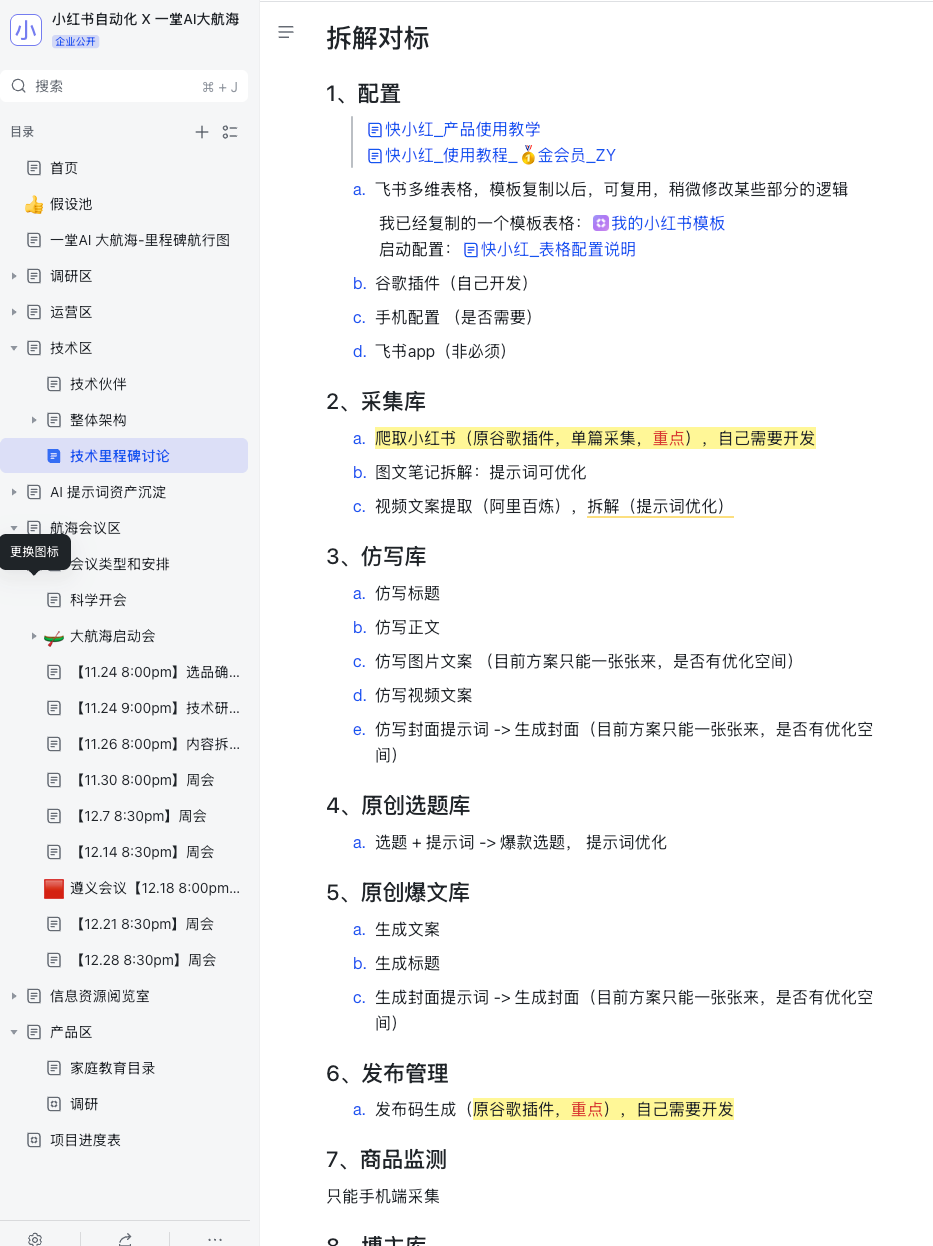 小
小红书自动化 X 一堂AI大航海
企业公开
搜索
⌘ + J
目录
首页
假设池
一堂AI 大航海-里程碑航行图
调研区
运营区
技术区
技术伙伴
整体架构
技术里程碑讨论
AI 提示词资产沉淀
航海会议区
更换图标
会议类型和安排
科学开会
大航海启动会
【11.24 8:00pm】选品确...
【11.24 9:00pm】技术研...
【11.26 8:00pm】内容拆...
【11.30 8:00pm】周会
【12.7 8:30pm】周会
【12.14 8:30pm】周会
遵义会议【12.18 8:00pm...
【12.21 8:30pm】周会
【12.28 8:30pm】周会
信息资源阅览室
产品区
家庭教育目录
调研
项目进度表
拆解对标
1、配置
快小红_产品使用教学
快小红_使用教程_🏅金会员_ZY
a. 飞书多维表格，模板复制以后，可复用，稍微修改某些部分的逻辑
我已经复制的一个模板表格： 我的小红书模板
启动配置： 快小红_表格配置说明
b. 谷歌插件（自己开发）
c. 手机配置 （是否需要）
d. 飞书app（非必须）
2、采集库
a. 爬取小红书（原谷歌插件，单篇采集，重点），自己需要开发
b. 图文笔记拆解：提示词可优化
c. 视频文案提取（阿里百炼），拆解（提示词优化）
3、仿写库
a. 仿写标题
b. 仿写正文
c. 仿写图片文案 （目前方案只能一张张来，是否有优化空间）
d. 仿写视频文案
e. 仿写封面提示词 -> 生成封面（目前方案只能一张张来，是否有优化空
间）
4、原创选题库
a. 选题 + 提示词 -> 爆款选题， 提示词优化
5、原创爆文库
a. 生成文案
b. 生成标题
c. 生成封面提示词 -> 生成封面（目前方案只能一张张来，是否有优化空
间）
6、发布管理
a. 发布码生成（原谷歌插件，重点），自己需要开发
7、商品监测
只能手机端采集
8、博主库